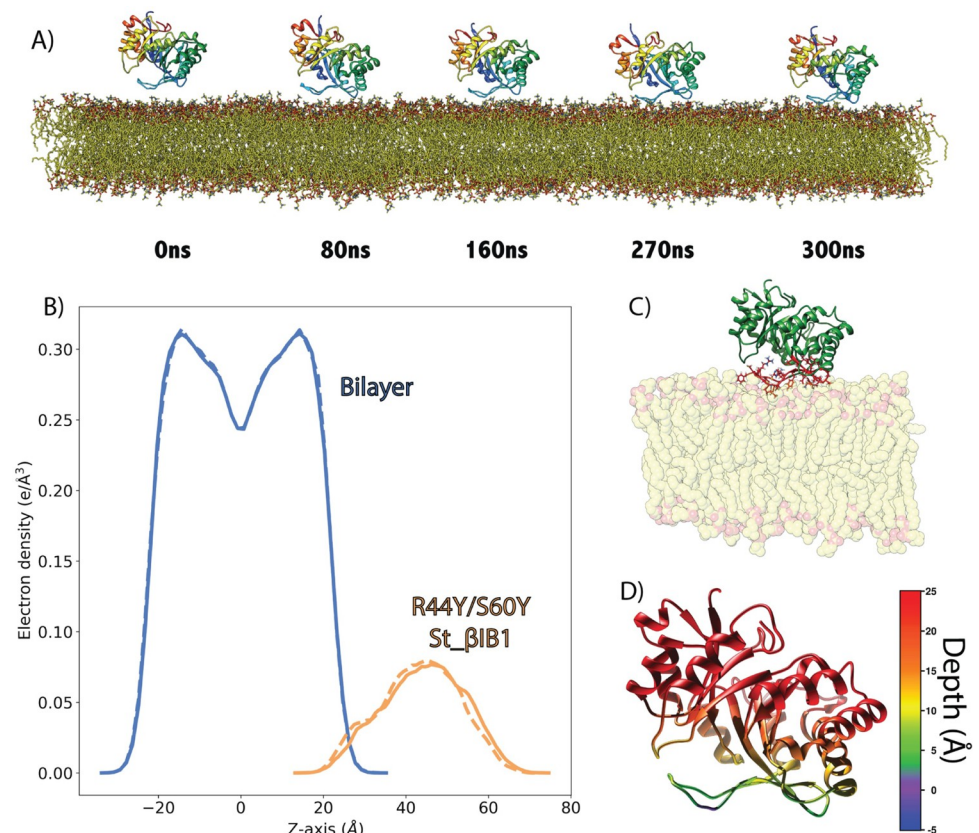 A)
0ns 80ns 160ns 270ns 300ns
B)
Electron density (e/Å³)
0.30
0.25
0.20
0.15
0.10
0.05
0.00
−20 0 20 40 60 80
Z-axis (Å)
Bilayer
R44Y/S60Y
St_βIB1
C)
D)
25
20
15
10
5
0
-5
Depth (Å)